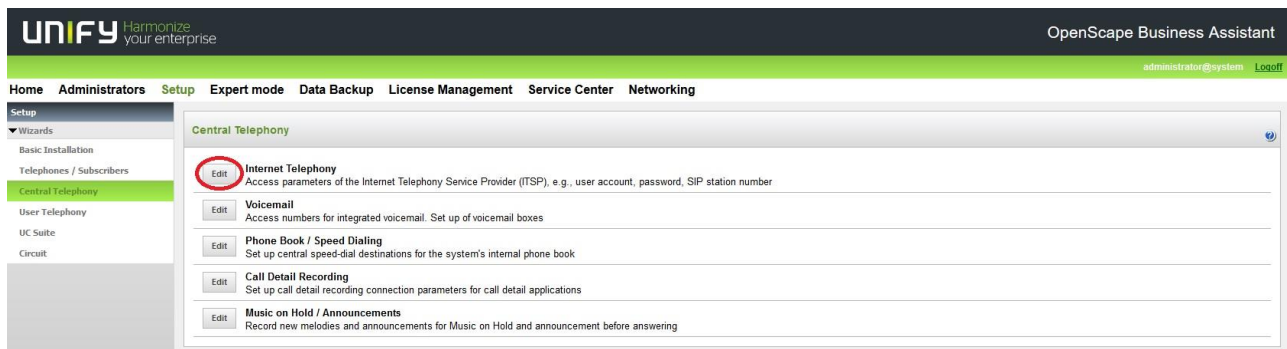 UNIFY Harmonize
your enterprise
OpenScape Business Assistant
administrator@system Logoff
Home Administrators Setup Expert mode Data Backup License Management Service Center Networking
Setup
Wizards
Basic Installation
Telephones / Subscribers
Central Telephony
User Telephony
UC Suite
Circuit
Central Telephony
Edit Internet Telephony
Access parameters of the Internet Telephony Service Provider (ITSP), e.g., user account, password, SIP station number
Edit Voicemail
Access numbers for integrated voicemail. Set up of voicemail boxes
Edit Phone Book / Speed Dialing
Set up central speed-dial destinations for the system's internal phone book
Edit Call Detail Recording
Set up call detail recording connection parameters for call detail applications
Edit Music on Hold / Announcements
Record new melodies and announcements for Music on Hold and announcement before answering